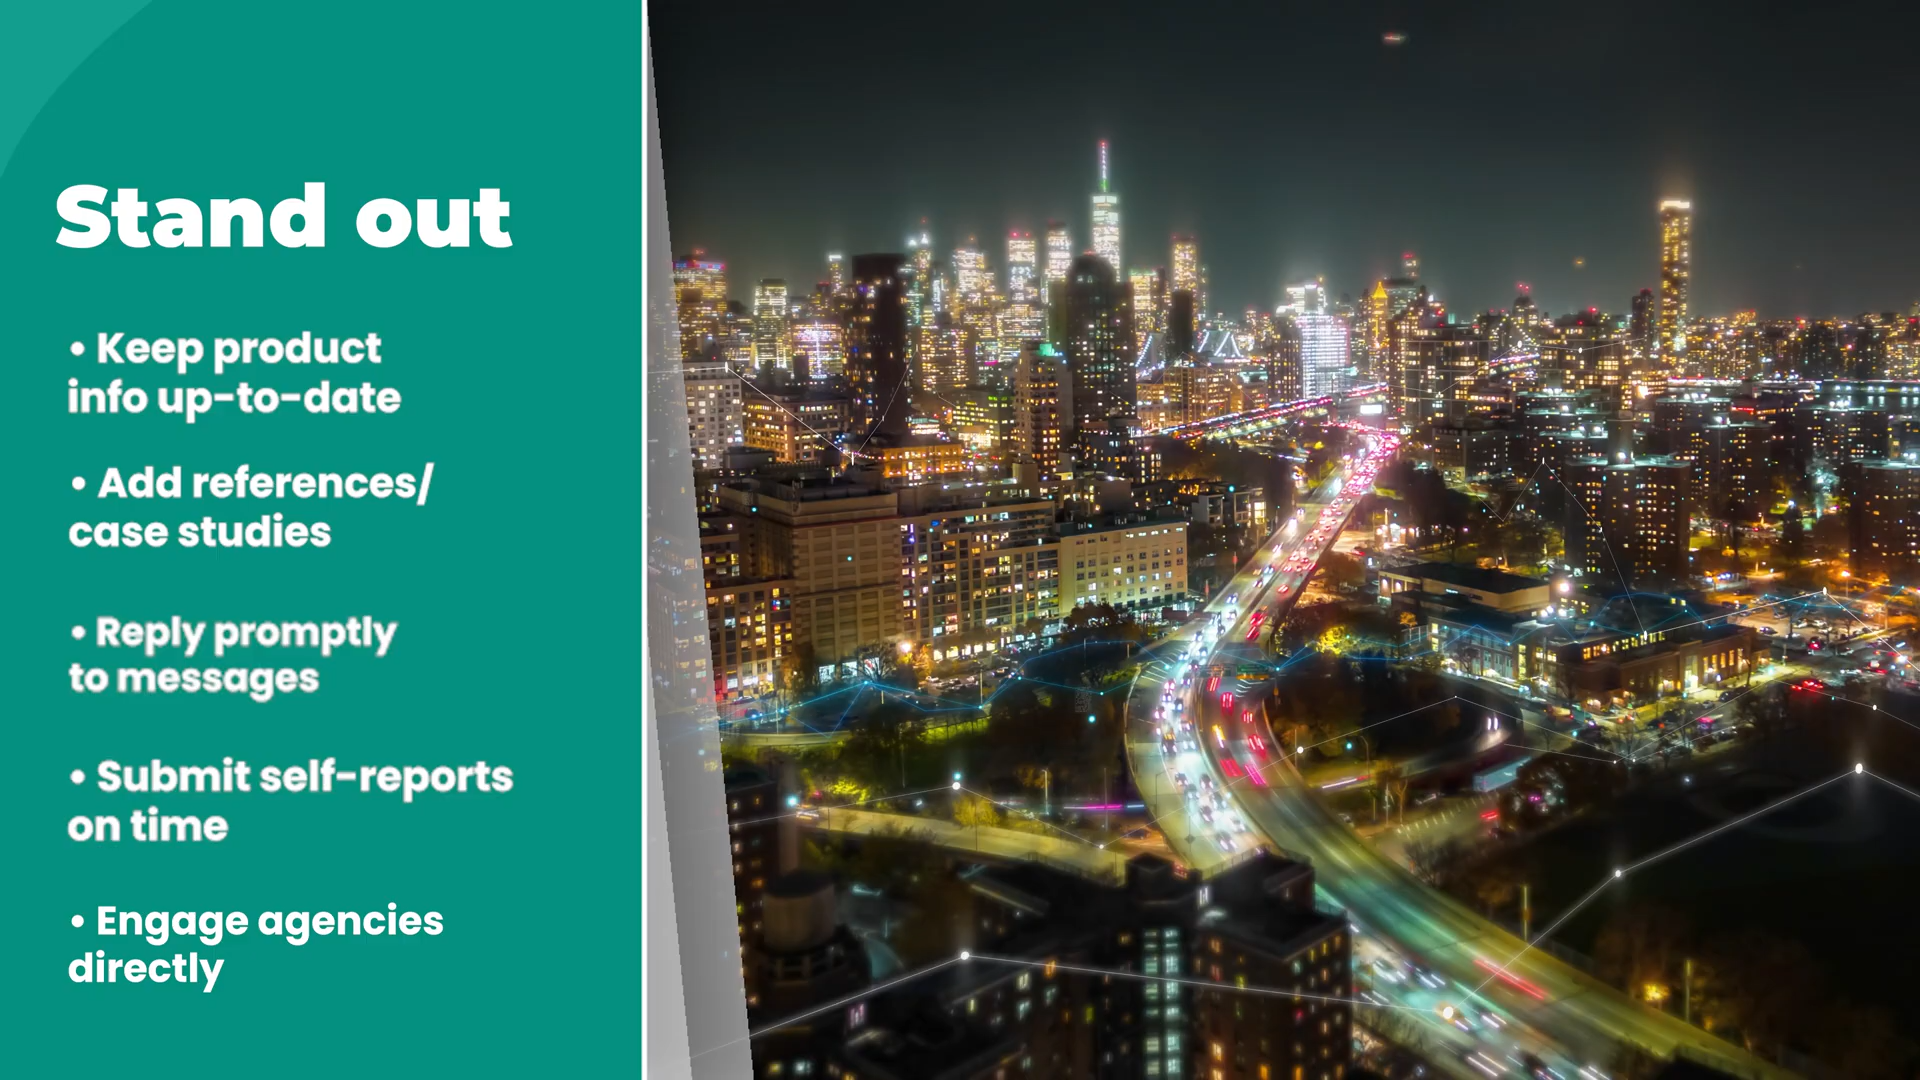 Stand out
• Keep product
info up-to-date
• Add references/
case studies
• Reply promptly
to messages
• Submit self-reports
on time
• Engage agencies
directly